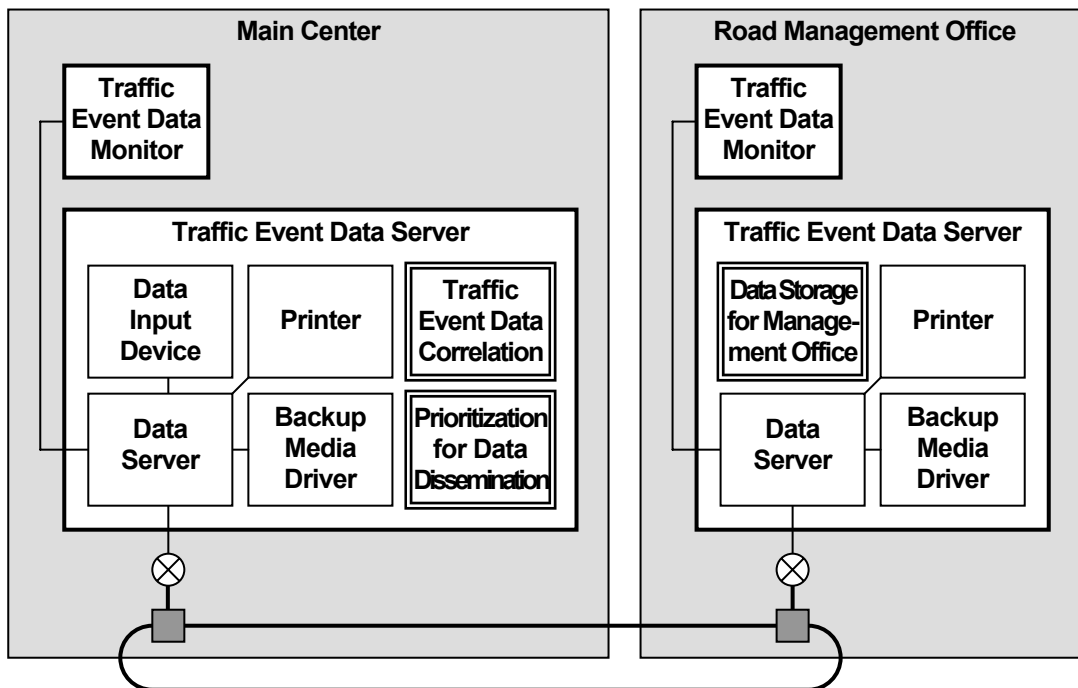 Main Center
Traffic
Event Data
Monitor
Traffic Event Data Server
Data
Input
Device
Printer
Traffic
Event Data
Correlation
Data
Server
Backup
Media
Driver
Prioritization
for Data
Dissemination
Road Management Office
Traffic
Event Data
Monitor
Traffic Event Data Server
Data Storage
for Manage-
ment Office
Printer
Data
Server
Backup
Media
Driver